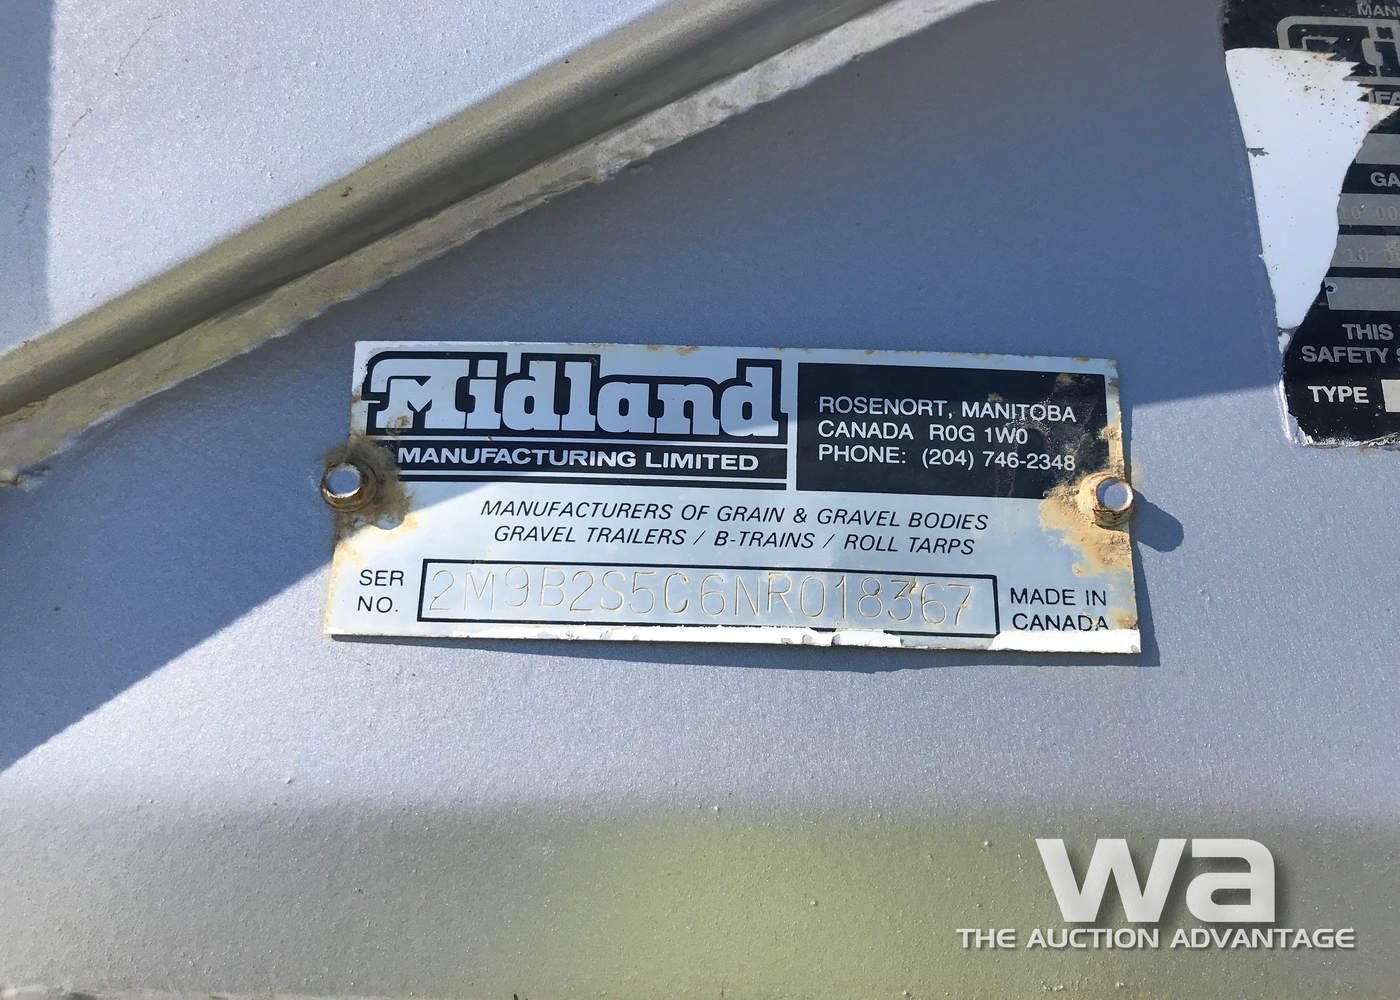 Midland
MANUFACTURING LIMITED
ROSENORT, MANITOBA
CANADA R0G 1W0
PHONE: (204) 746-2348
MANUFACTURERS OF GRAIN & GRAVEL BODIES
GRAVEL TRAILERS / B-TRAINS / ROLL TARPS
SER
NO.
2M9B2S5C6NR018367
MADE IN
CANADA
THIS
SAFETY
TYPE
wa
THE AUCTION ADVANTAGE